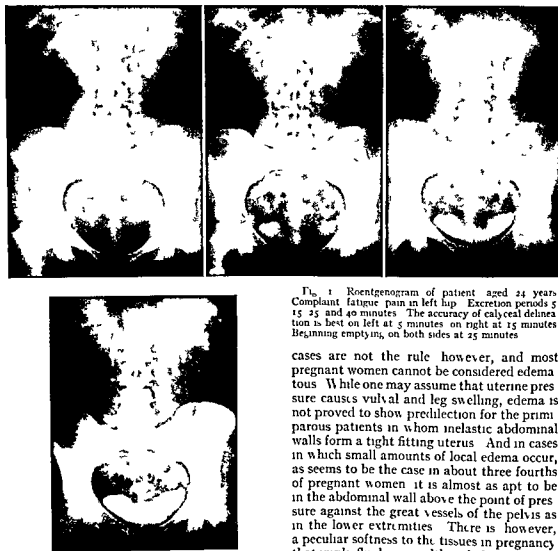 Fig 1 Roentgenogram of patient aged 24 years
Complaint fatigue pain in left hip Excretion periods 5
15 25 and 40 minutes The accuracy of calyceal delinea
tion is best on left at 5 minutes on right at 15 minutes
Beginning emptying on both sides at 25 minutes
cases are not the rule however, and most
pregnant women cannot be considered edema
tous While one may assume that uterine pres
sure causes vulval and leg swelling, edema is
not proved to show predilection for the primi
parous patients in whom inelastic abdominal
walls form a tight fitting uterus And in cases
in which small amounts of local edema occur,
as seems to be the case in about three fourths
of pregnant women it is almost as apt to be
in the abdominal wall above the point of pres
sure against the great vessels of the pelvis as
in the lower extremities There is however,
a peculiar softness to the tissues in pregnancy